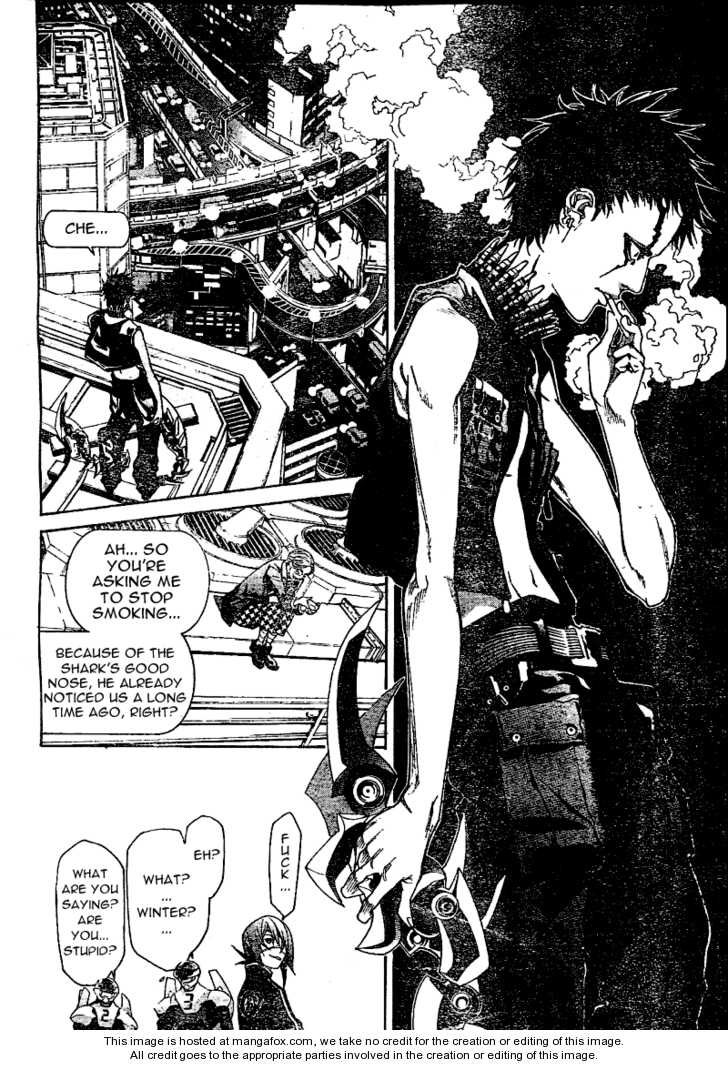 CHE...
AH... SO
YOU'RE
ASKING ME
TO STOP
SMOKING...
BECAUSE OF THE
SHARK'S GOOD
NOSE, HE ALREADY
NOTICED US A LONG
TIME AGO, RIGHT?
F
U
C
K
...
EH?
WHAT?
...
WINTER?
...
WHAT
ARE YOU
SAYING?
ARE
YOU...
STUPID?
3
2
This image is hosted at mangafox.com, we take no credit for the creation or editing of this image.
All credit goes to the appropriate parties involved in the creation or editing of this image.